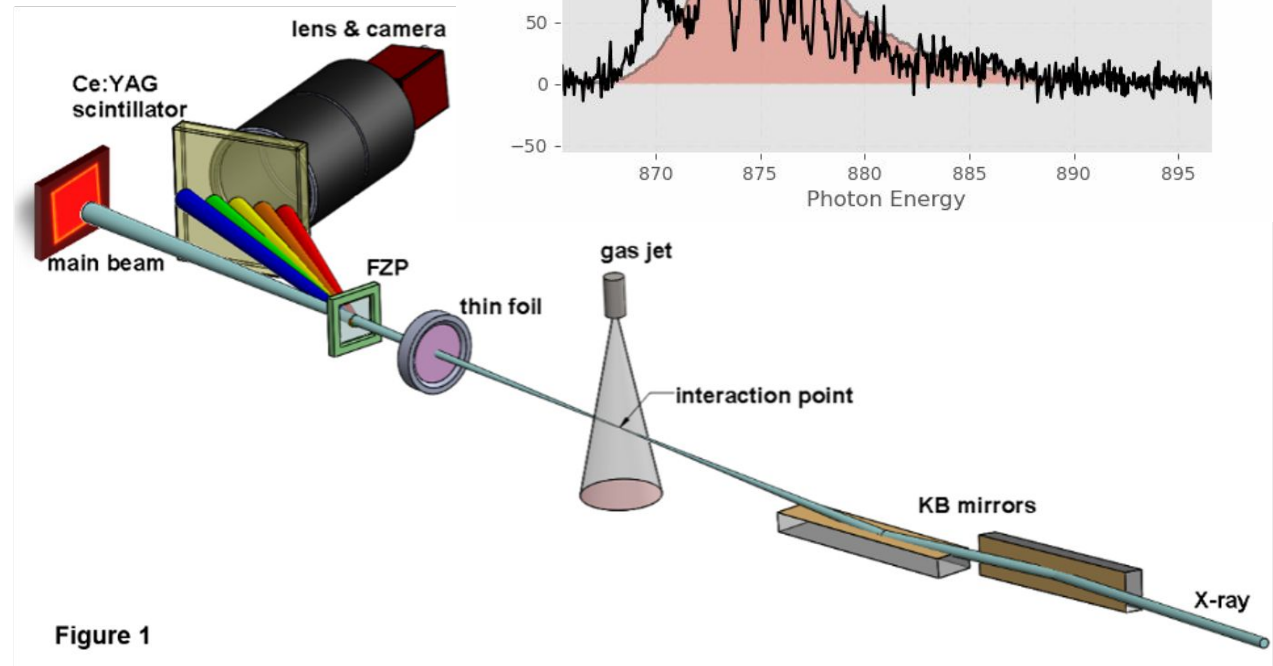 lens & camera
Ce:YAG
scintillator
main beam
FZP
thin foil
50
0
−50
870
875
880
885
890
895
Photon Energy
gas jet
interaction point
KB mirrors
X-ray
Figure 1